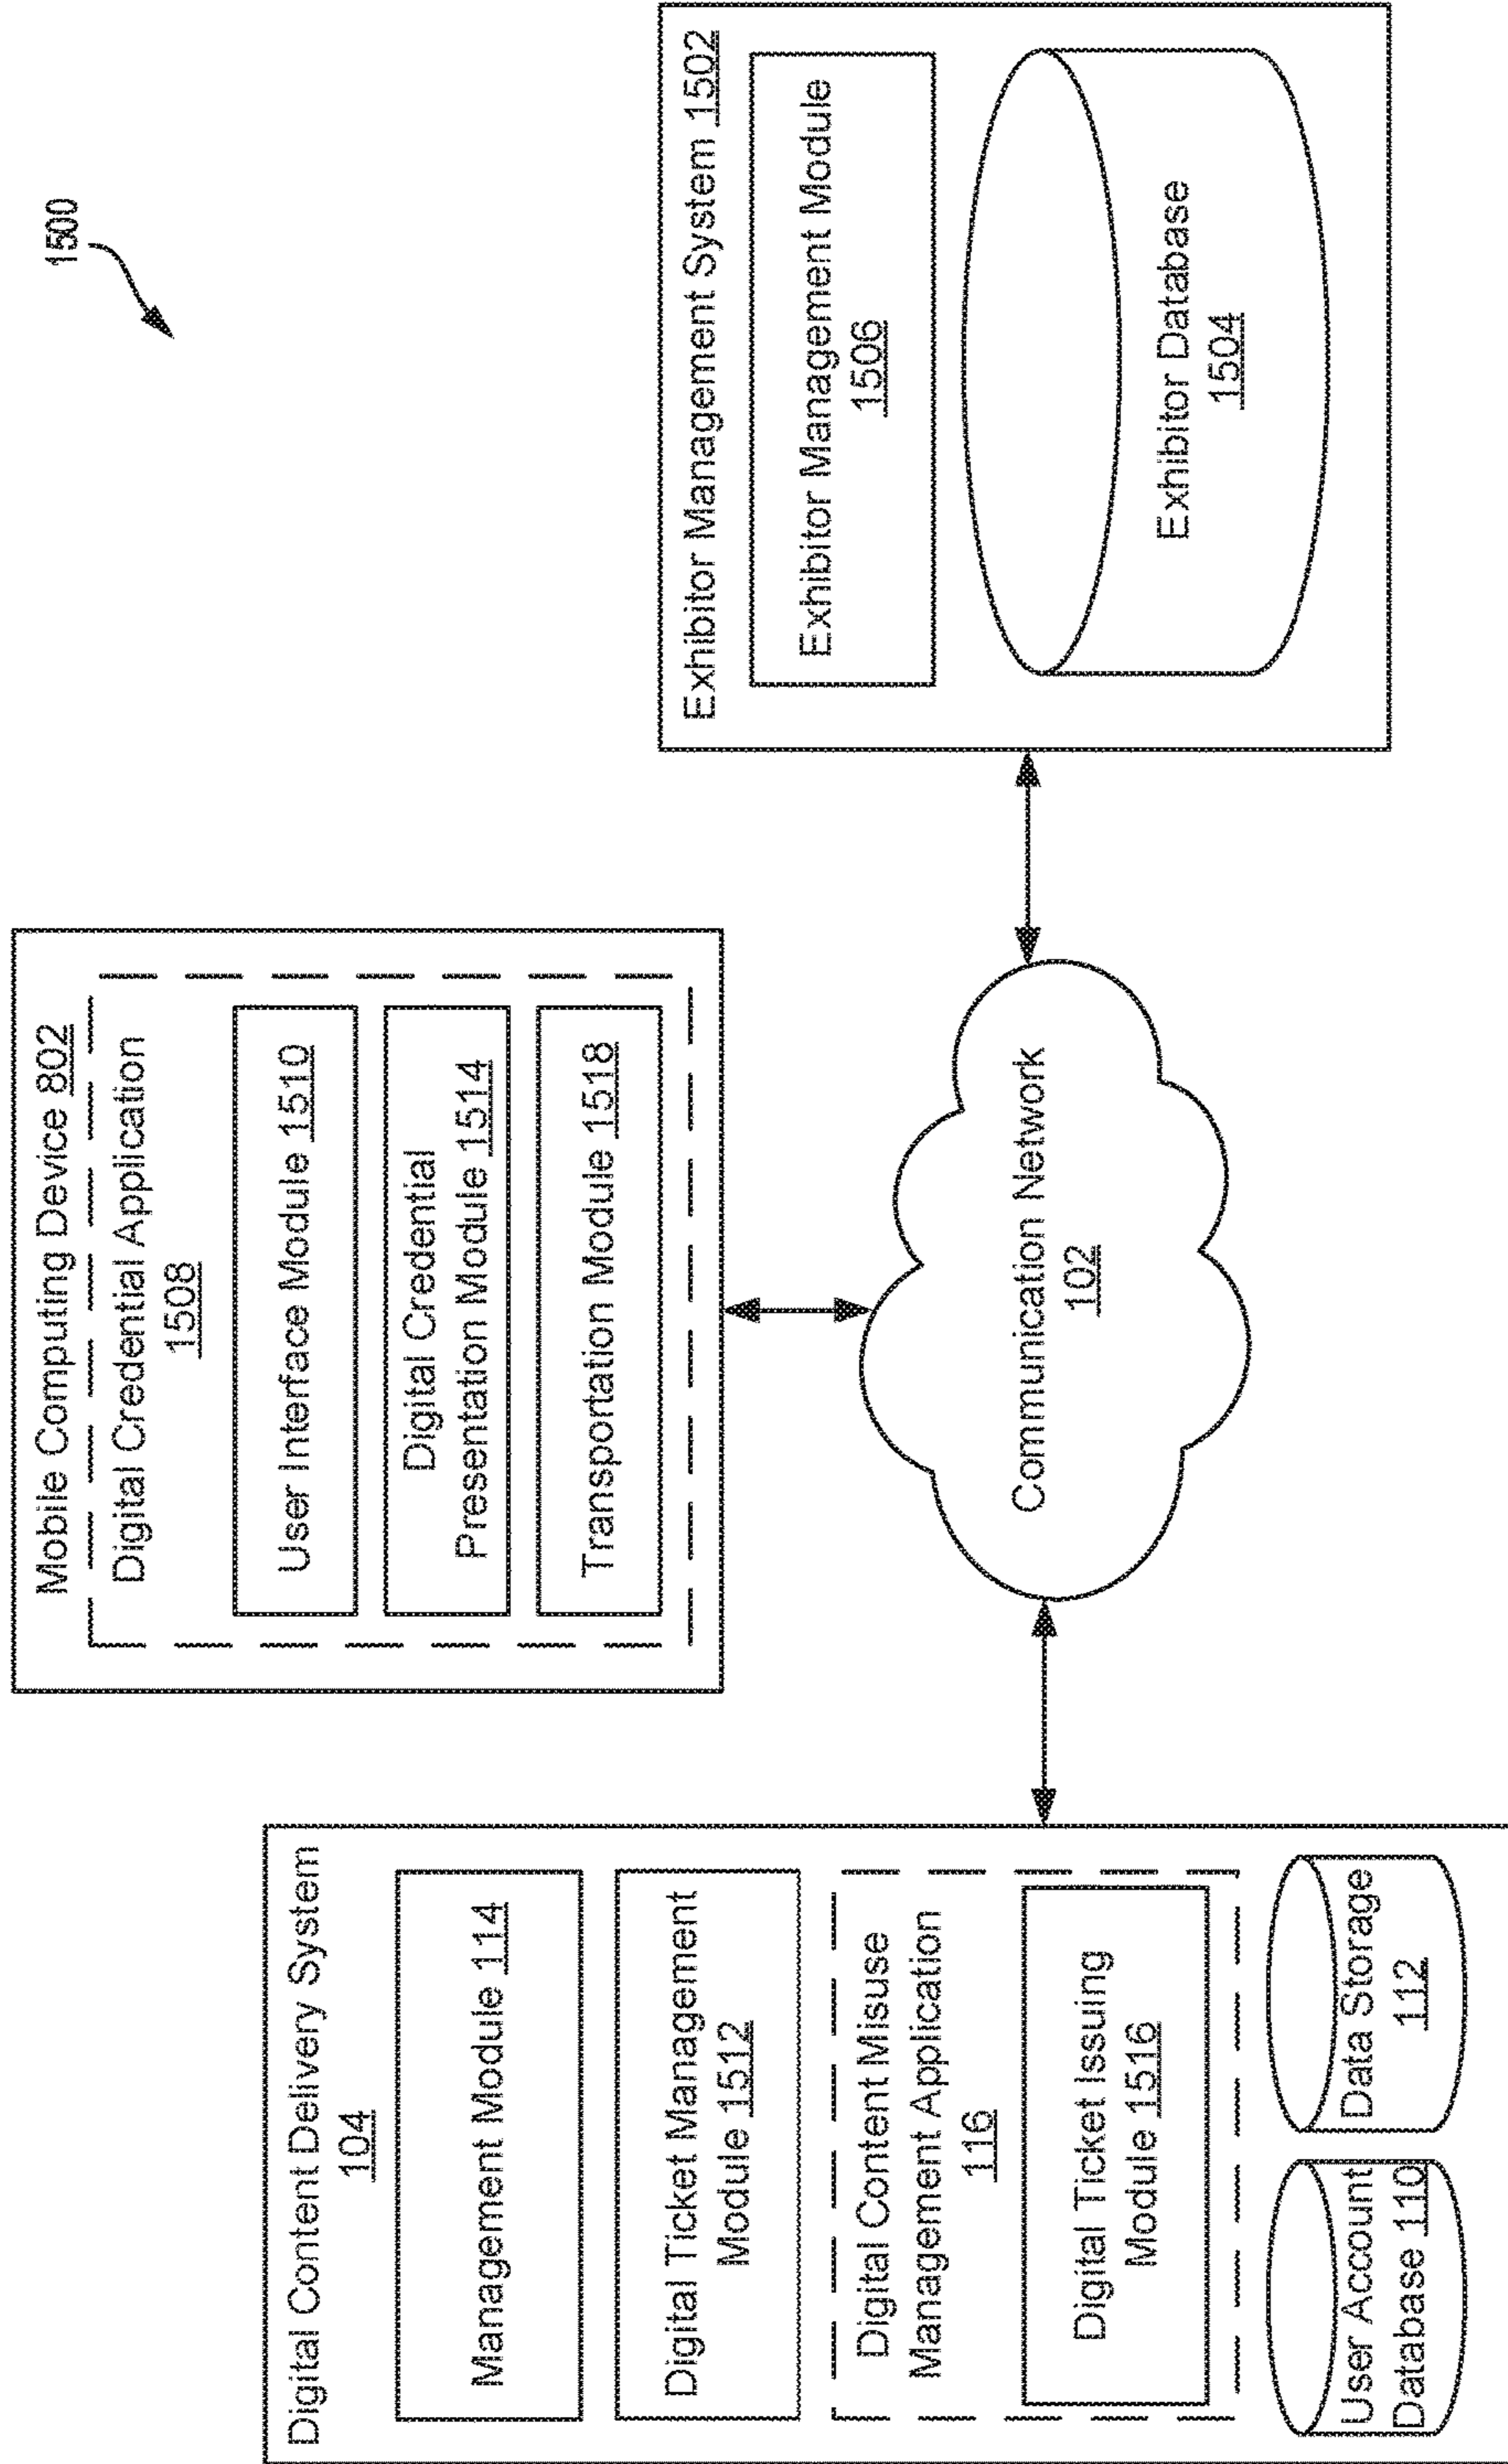 1500
Mobile Computing Device 802
Digital Credential Application
1508
User Interface Module 1510
Digital Credential
Presentation Module 1514
Transportation Module 1518
Digital Content Delivery System
104
Management Module 114
Digital Ticket Management
Module 1512
Digital Content Misuse
Management Application
116
Digital Ticket Issuing
Module 1516
User Account
Database 110
Data Storage
112
Communication Network
102
Exhibitor Management System 1502
Exhibitor Management Module
1506
Exhibitor Database
1504